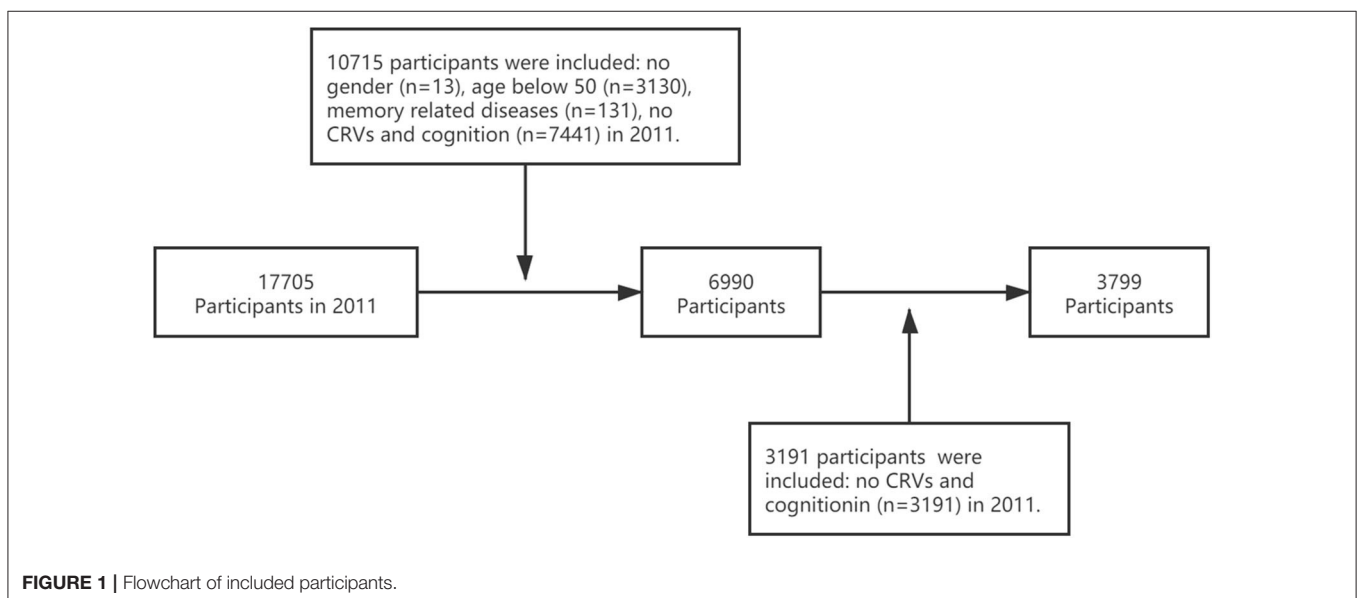 10715 participants were included: no
gender (n=13), age below 50 (n=3130),
memory related diseases (n=131), no
CRVs and cognition (n=7441) in 2011.
17705
Participants in 2011
6990
Participants
3799
Participants
3191 participants were
included: no CRVs and
cognitionin (n=3191) in 2011.
FIGURE 1 | Flowchart of included participants.